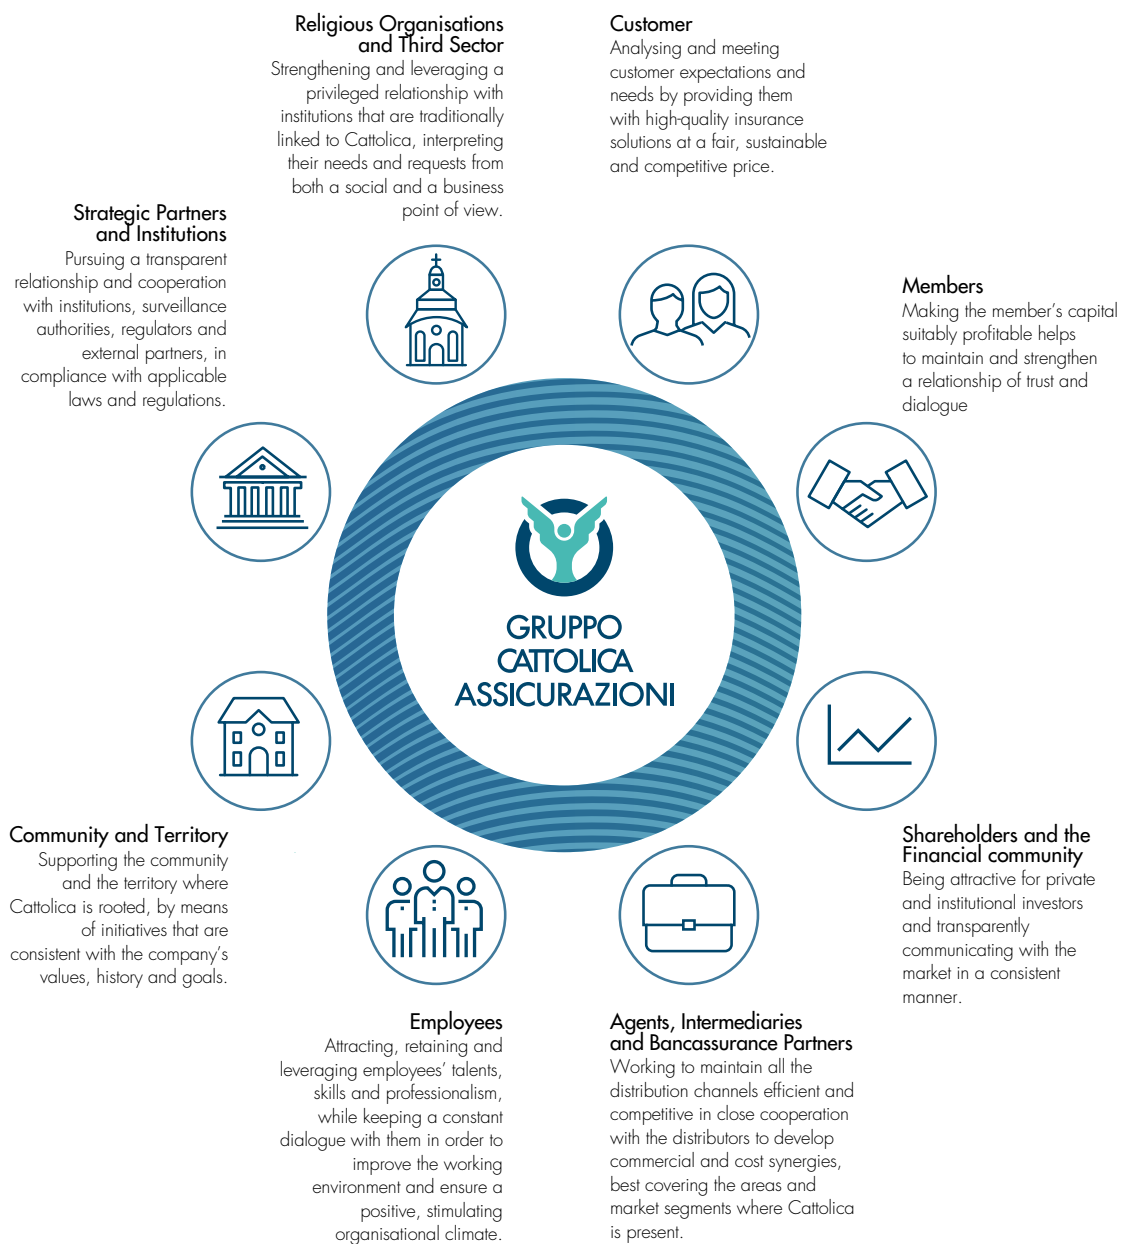 Religious Organisations
and Third Sector
Strengthening and leveraging a
privileged relationship with
institutions that are traditionally
linked to Cattolica, interpreting
their needs and requests from
both a social and a business
point of view.
Customer
Analysing and meeting
customer expectations and
needs by providing them
with high-quality insurance
solutions at a fair, sustainable
and competitive price.
Strategic Partners
and Institutions
Pursuing a transparent
relationship and cooperation
with institutions, surveillance
authorities, regulators and
external partners, in
compliance with applicable
laws and regulations.
Members
Making the member's capital
suitably profitable helps
to maintain and strengthen
a relationship of trust and
dialogue
GRUPPO
CATTOLICA
ASSICURAZIONI
Community and Territory
Supporting the community
and the territory where
Cattolica is rooted, by means
of initiatives that are
consistent with the company's
values, history and goals.
Shareholders and the
Financial community
Being attractive for private
and institutional investors
and transparently
communicating with the
market in a consistent
manner.
Employees
Attracting, retaining and
leveraging employees' talents,
skills and professionalism,
while keeping a constant
dialogue with them in order to
improve the working
environment and ensure a
positive, stimulating
organisational climate.
Agents, Intermediaries
and Bancassurance Partners
Working to maintain all the
distribution channels efficient and
competitive in close cooperation
with the distributors to develop
commercial and cost synergies,
best covering the areas and
market segments where Cattolica
is present.